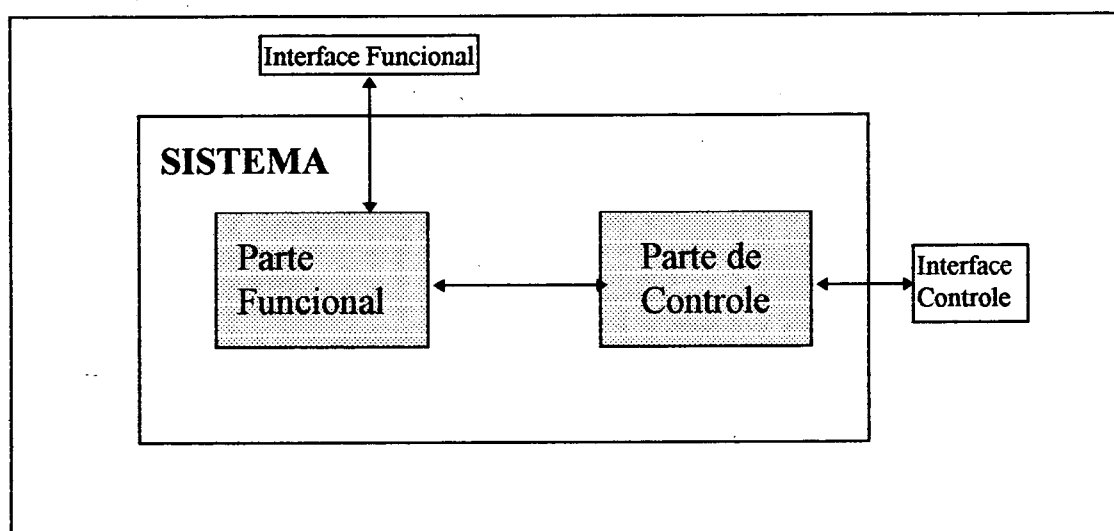 Interface Funcional
SISTEMA
Parte
Funcional
Parte de
Controle
Interface
Controle